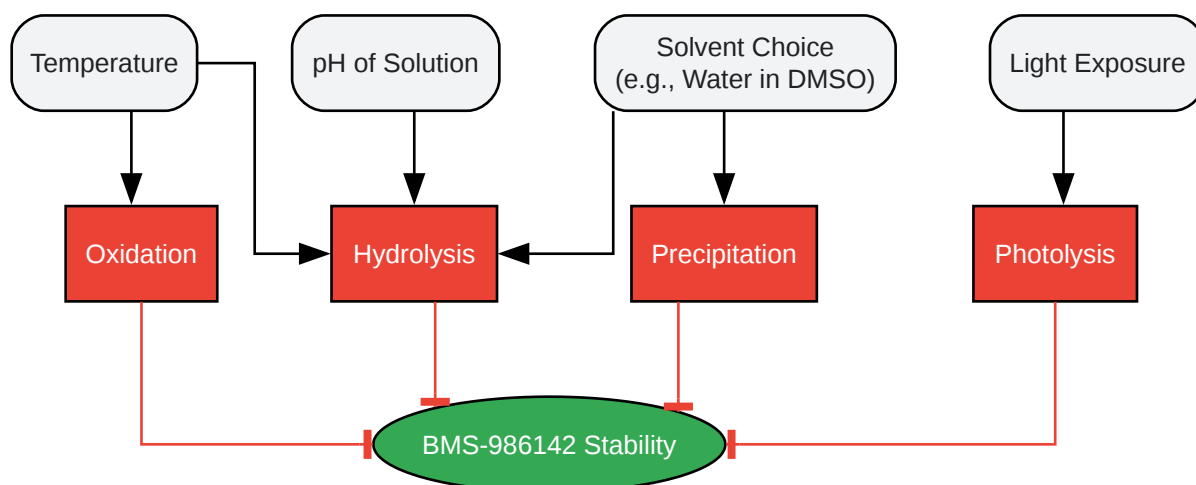 Temperature
pH of Solution
Solvent Choice
(e.g., Water in DMSO)
Light Exposure
Oxidation
Hydrolysis
Precipitation
Photolysis
BMS-986142 Stability